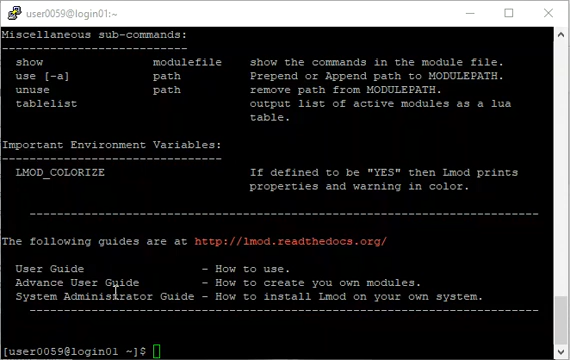 user0059@login01:~
Miscellaneous sub-commands:
---------------------------
show modulefile show the commands in the module file.
use [-a] path Prepend or Append path to MODULEPATH.
unuse path remove path from MODULEPATH.
tablelist output list of active modules as a lua
table.
Important Environment Variables:
--------------------------------
LMOD_COLORIZE If defined to be "YES" then Lmod prints
properties and warning in color.
--------------------------------------------------------------------------
The following guides are at http://lmod.readthedocs.org/
User Guide - How to use.
Advance User Guide - How to create you own modules.
System Administrator Guide - How to install Lmod on your own system.
--------------------------------------------------------------------------
[user0059@login01 ~]$